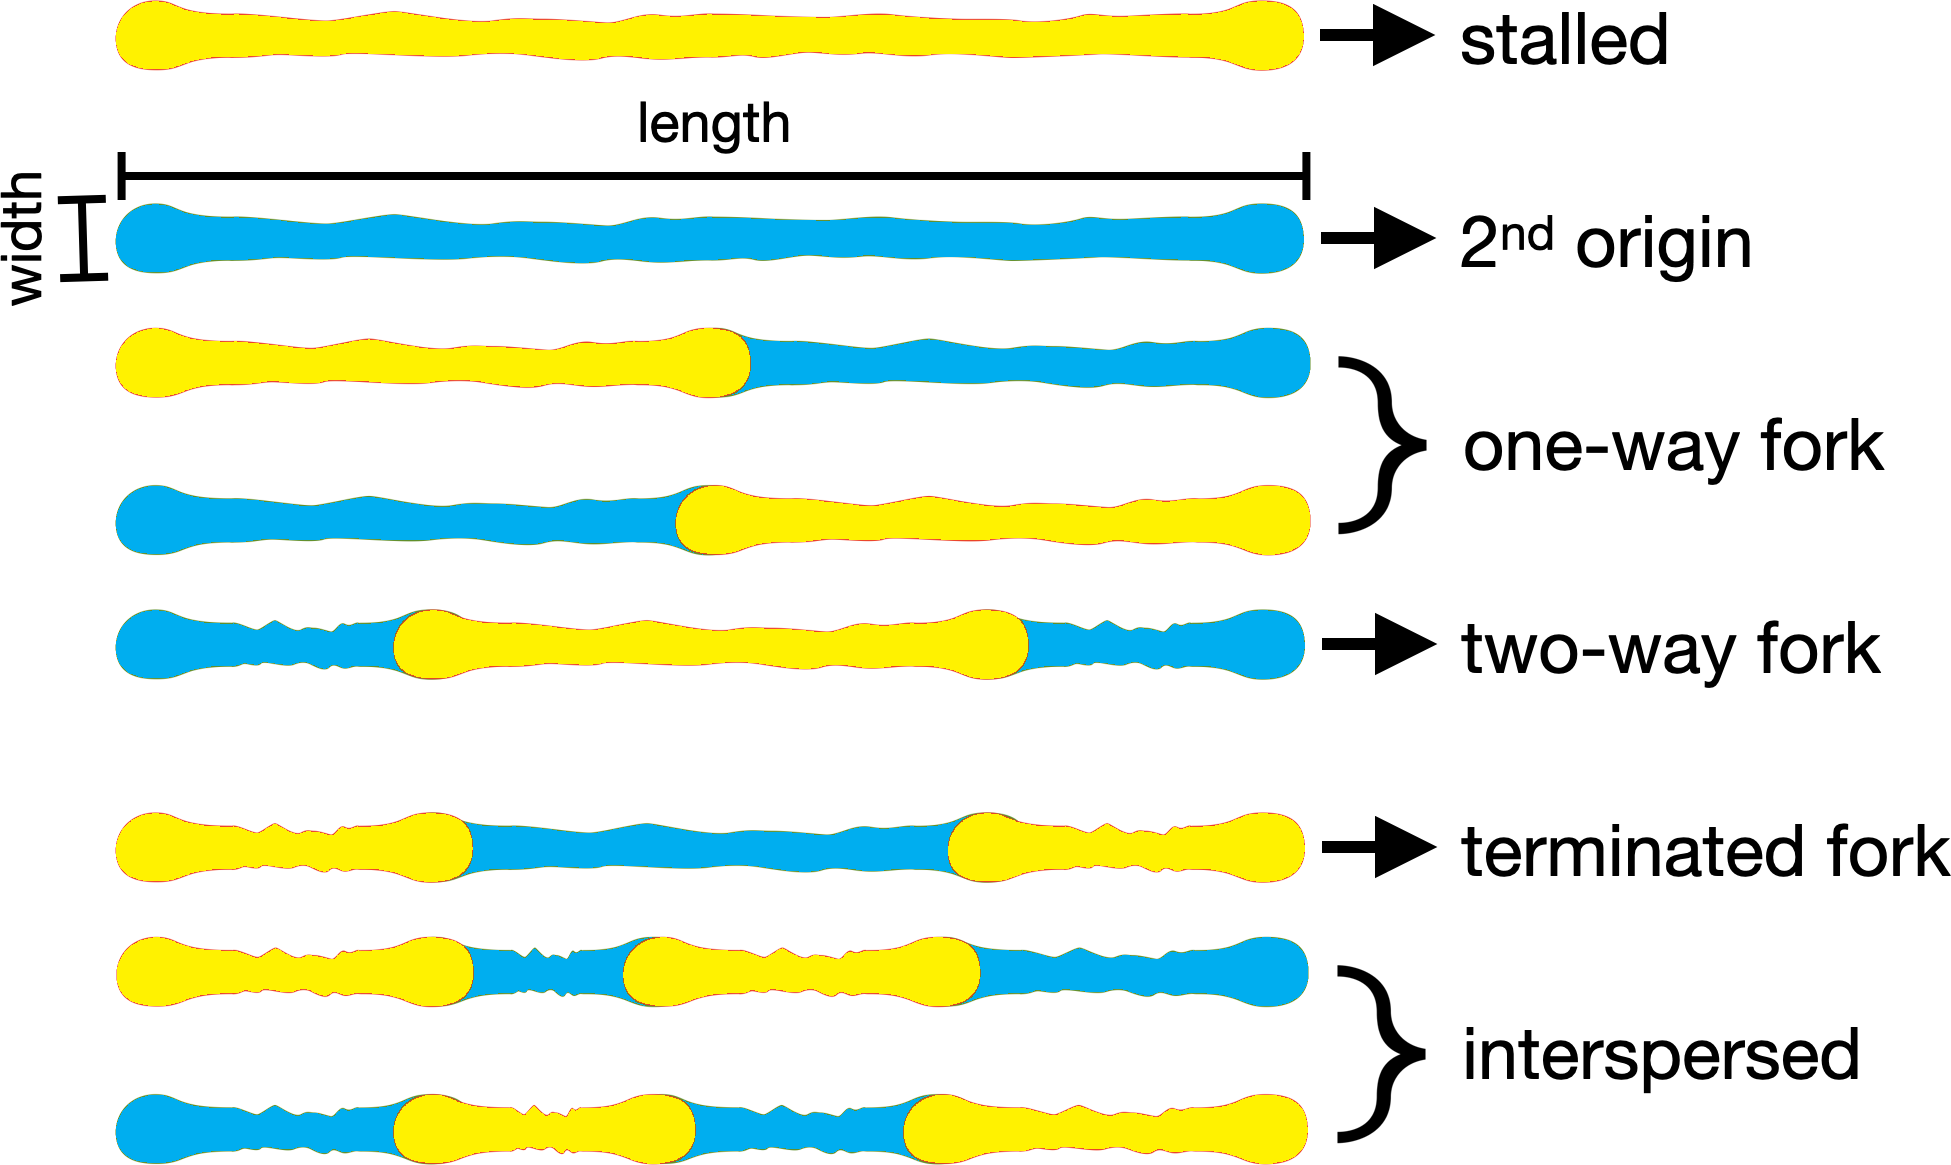 stalled
length
width
2nd origin
one-way fork
two-way fork
terminated fork
interspersed